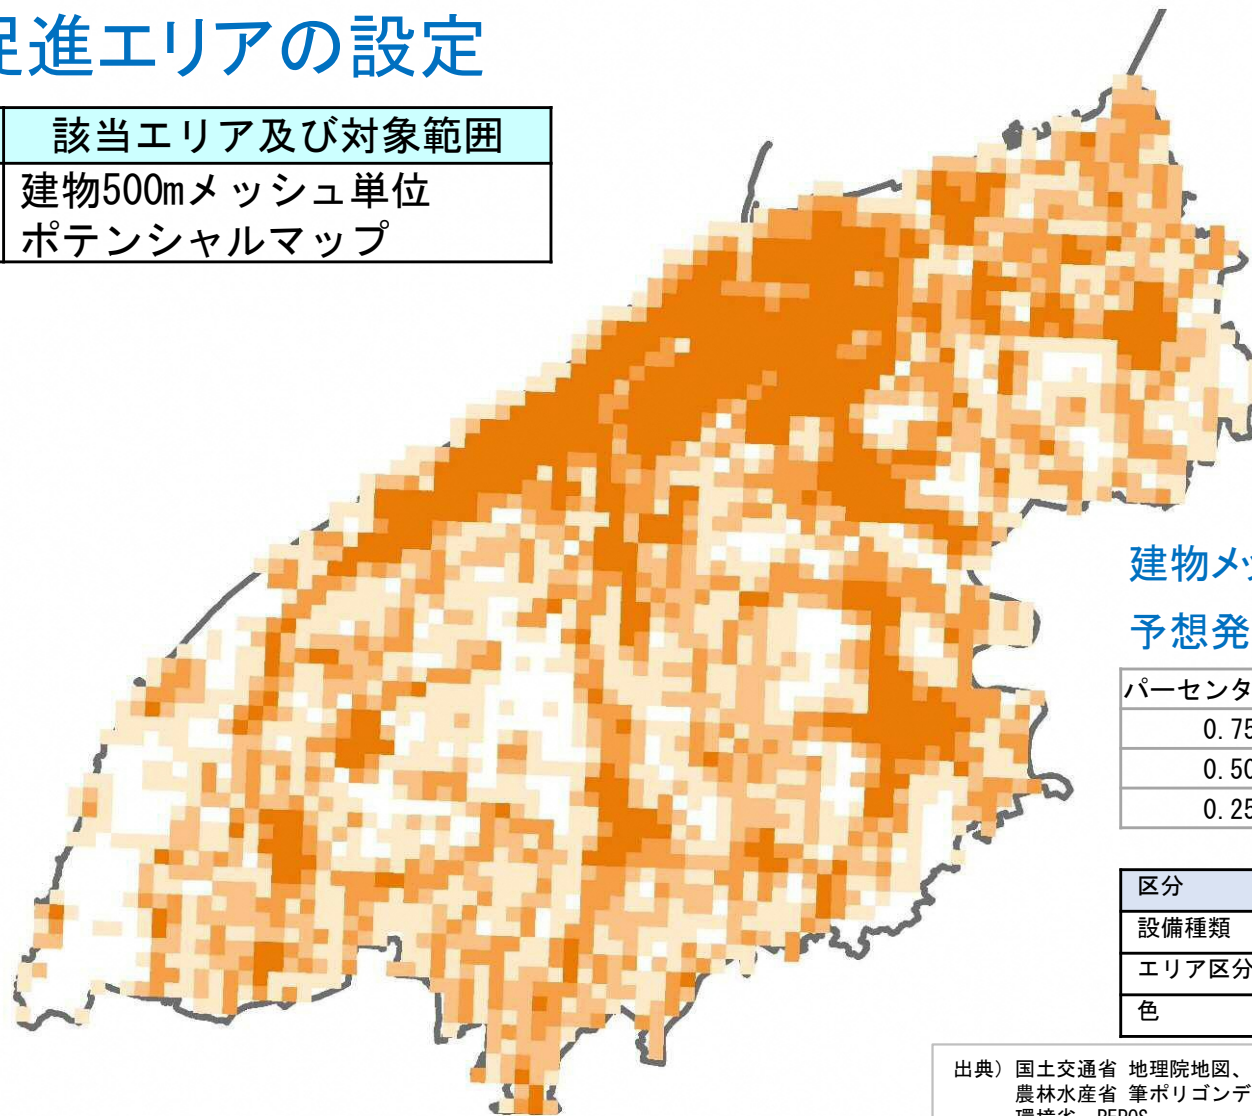 促進エリアの設定
該当エリア及び対象範囲
建物500mメッシュ単位
ポテンシャルマップ
建物メッ
予想発
パーセンタ
0.75
0.50
0.25
区分
設備種類
エリア区分
色
出典）国土交通省 地理院地図、
農林水産省 筆ポリゴンデ
環境省 REPOS